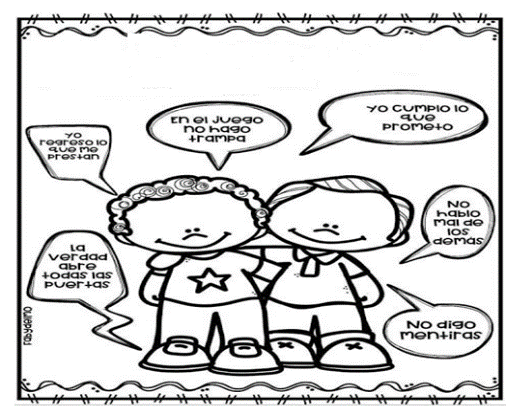 En el juego
no hago
trampa
Yo cumplo lo
que
prometo
Yo
regreso lo
que me
prestan
No
hablo
mal de
los
demás
La
verdad
abre
todas las
puertas
No digo
mentiras